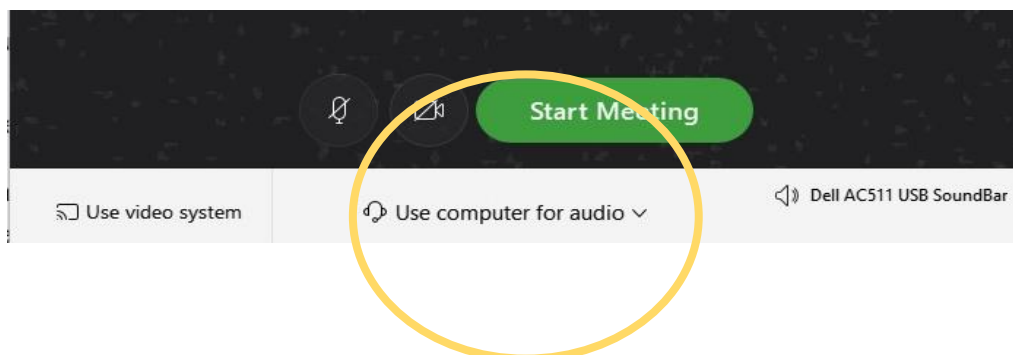 Start Meeting
Use video system
Use computer for audio
Dell AC511 USB SoundBar